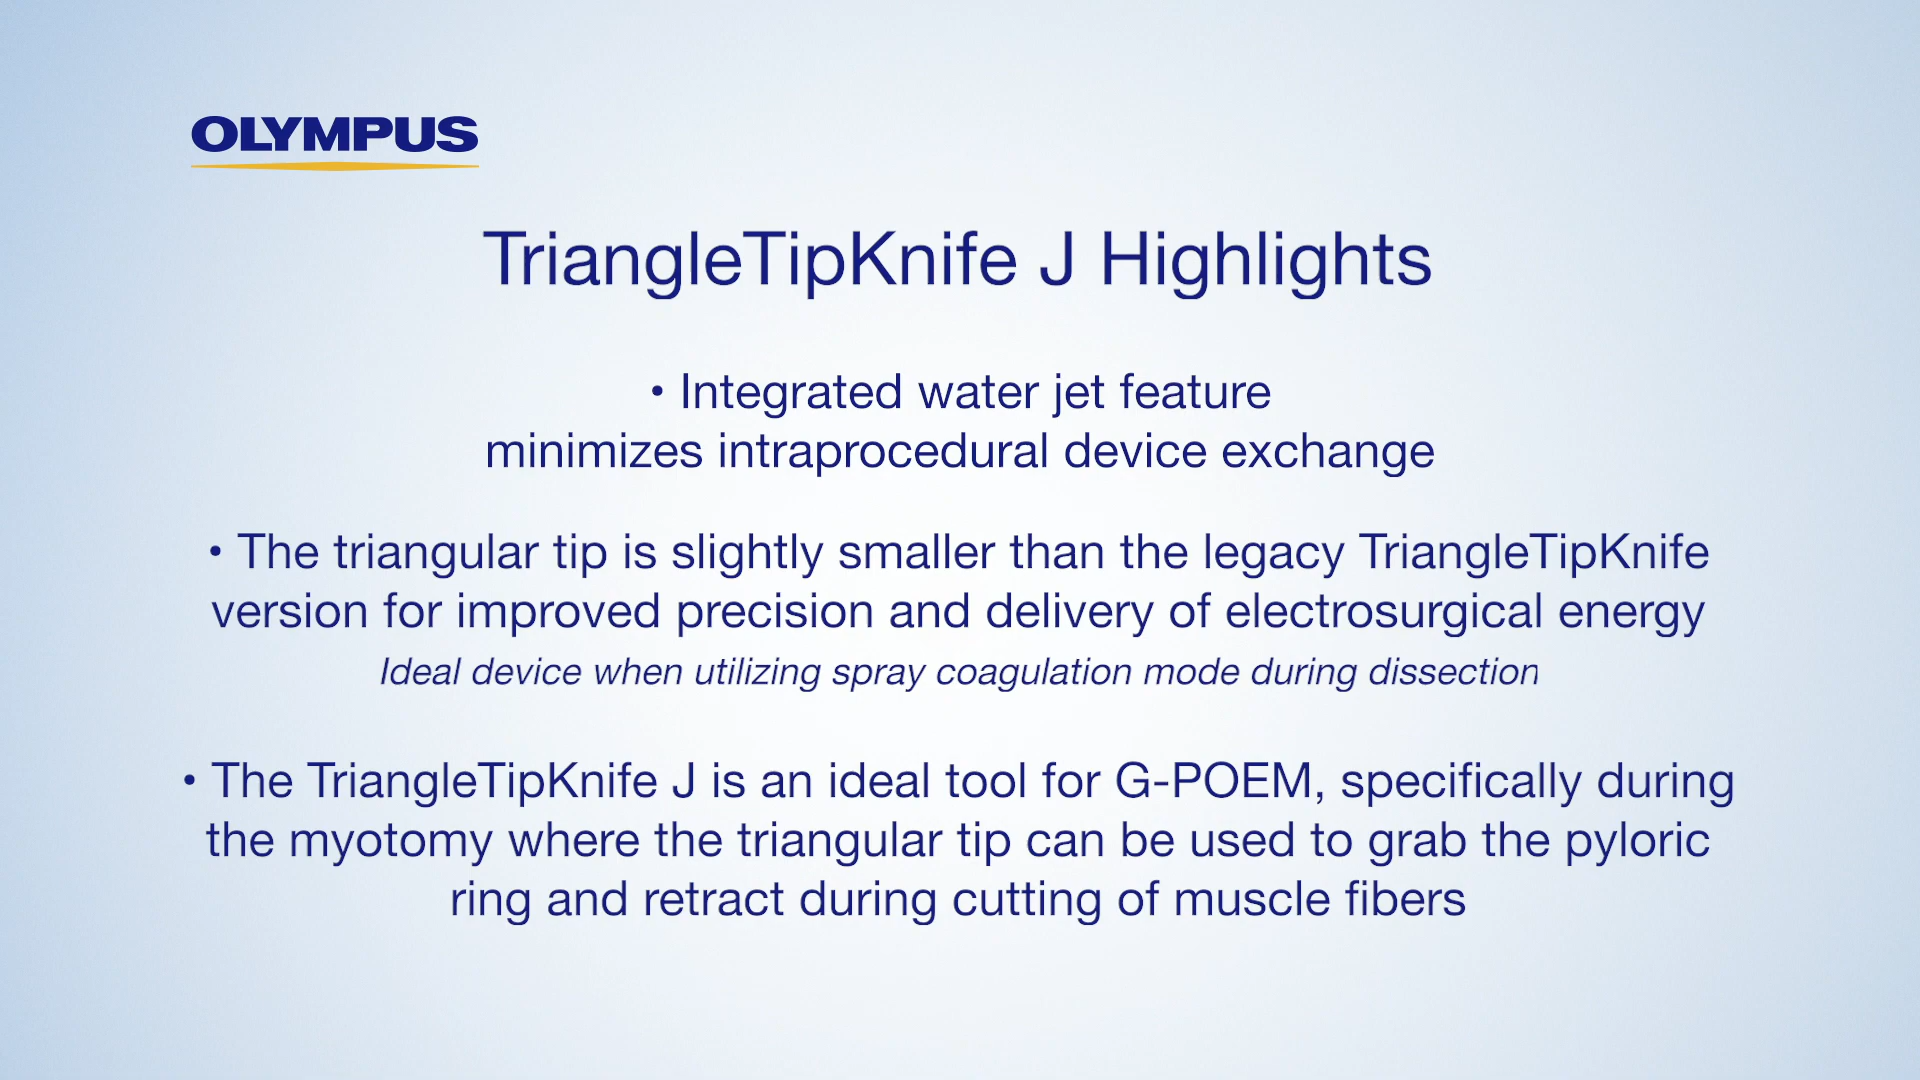 OLYMPUS
TriangleTipKnife J Highlights
• Integrated water jet feature
minimizes intraprocedural device exchange
• The triangular tip is slightly smaller than the legacy TriangleTipKnife
version for improved precision and delivery of electrosurgical energy
Ideal device when utilizing spray coagulation mode during dissection
• The TriangleTipKnife J is an ideal tool for G-POEM, specifically during
the myotomy where the triangular tip can be used to grab the pyloric
ring and retract during cutting of muscle fibers